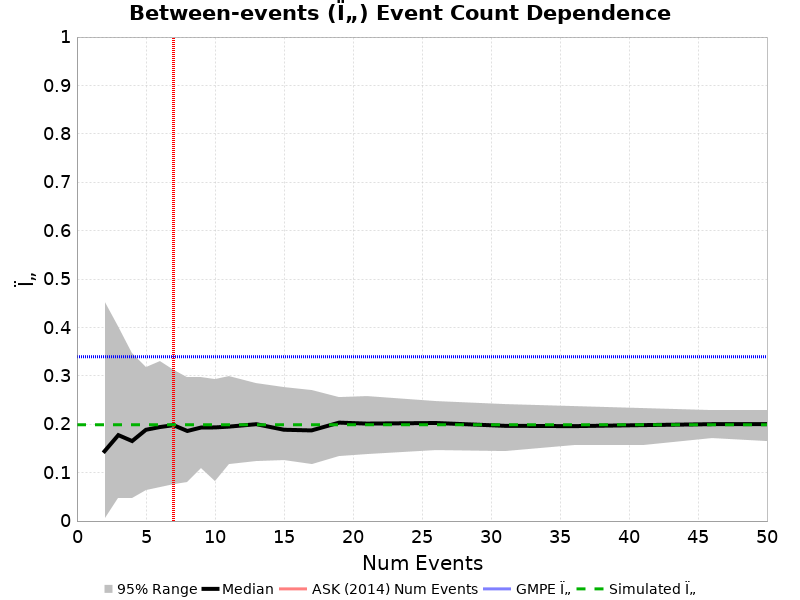 Between-events (Ï„) Event Count Dependence
1
0.9
0.8
0.7
0.6
0.5
0.4
0.3
0.2
0.1
0
Ï„
0 5 10 15 20 25 30 35 40 45 50
Num Events
95% Range Median ASK (2014) Num Events GMPE Ï„ Simulated Ï„